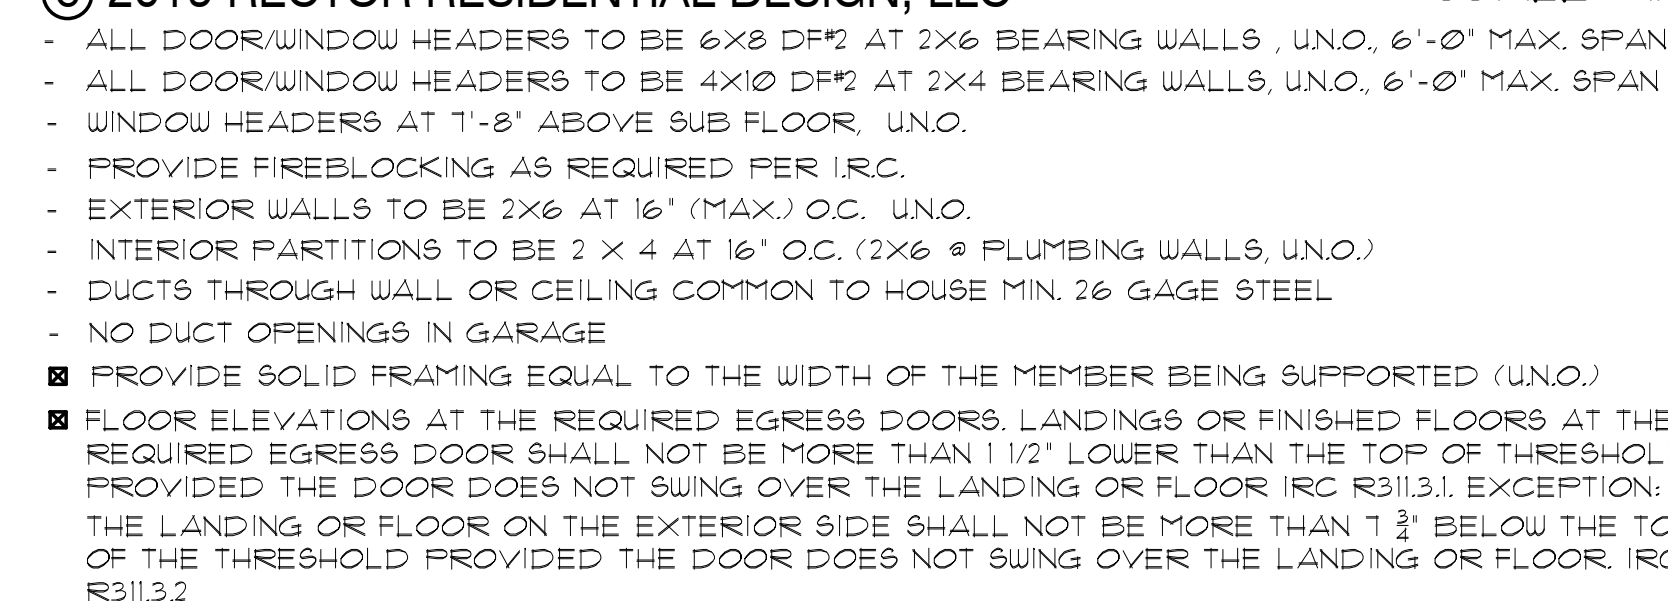 © 2019 RECTOR RESIDENTIAL DESIGN, LLC
- ALL DOOR/WINDOW HEADERS TO BE 6X8 DF#2 AT 2X6 BEARING WALLS , U.N.O., 6'-0" MAX. SPAN
- ALL DOOR/WINDOW HEADERS TO BE 4X10 DF#2 AT 2X4 BEARING WALLS, U.N.O., 6'-0" MAX. SPAN
- WINDOW HEADERS AT 7'-8" ABOVE SUB FLOOR, U.N.O.
- PROVIDE FIREBLOCKING AS REQUIRED PER I.R.C.
- EXTERIOR WALLS TO BE 2X6 AT 16" (MAX.) O.C. U.N.O.
- INTERIOR PARTITIONS TO BE 2 X 4 AT 16" O.C. (2X6 @ PLUMBING WALLS, U.N.O.)
- DUCTS THROUGH WALL OR CEILING COMMON TO HOUSE MIN. 26 GAGE STEEL
- NO DUCT OPENINGS IN GARAGE
⊠ PROVIDE SOLID FRAMING EQUAL TO THE WIDTH OF THE MEMBER BEING SUPPORTED (U.N.O.)
⊠ FLOOR ELEVATIONS AT THE REQUIRED EGRESS DOORS. LANDINGS OR FINISHED FLOORS AT THE
REQUIRED EGRESS DOOR SHALL NOT BE MORE THAN 1 1/2" LOWER THAN THE TOP OF THRESHOL
PROVIDED THE DOOR DOES NOT SWING OVER THE LANDING OR FLOOR IRC R311.3.1. EXCEPTION:
THE LANDING OR FLOOR ON THE EXTERIOR SIDE SHALL NOT BE MORE THAN 7 3/4" BELOW THE TO
OF THE THRESHOLD PROVIDED THE DOOR DOES NOT SWING OVER THE LANDING OR FLOOR. IRC
R311.3.2